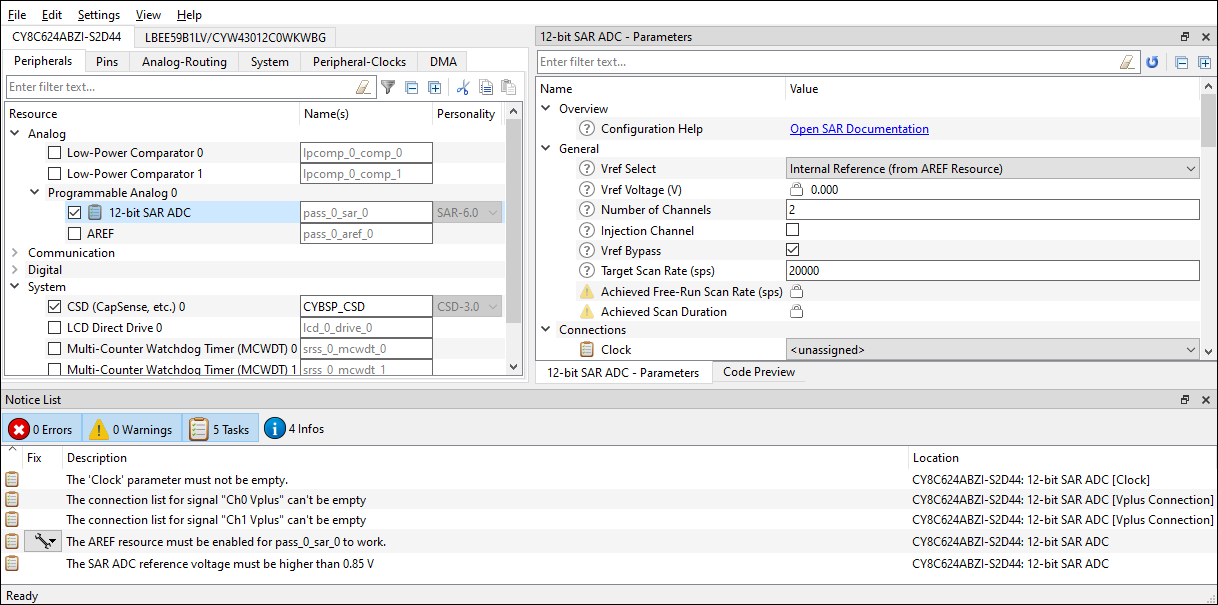 File Edit Settings View Help
CY8C624ABZI-S2D44 LBEE59B1LV/CYW43012C0WKWBG
Peripherals Pins Analog-Routing System Peripheral-Clocks DMA
Enter filter text...
Resource Name(s) Personality
Analog
Low-Power Comparator 0 lpcomp_0_comp_0
Low-Power Comparator 1 lpcomp_0_comp_1
Programmable Analog 0
12-bit SAR ADC pass_0_sar_0 SAR-6.0
AREF pass_0_aref_0
Communication
Digital
System
CSD (CapSense, etc.) 0 CYBSP_CSD CSD-3.0
LCD Direct Drive 0 lcd_0_drive_0
Multi-Counter Watchdog Timer (MCWDT) 0 srss_0_mcwdt_0
Multi-Counter Watchdog Timer (MCWDT) 1 srss_0_mcwdt_1
12-bit SAR ADC - Parameters
Enter filter text...
Name Value
Overview
? Configuration Help Open SAR Documentation
General
? Vref Select Internal Reference (from AREF Resource)
? Vref Voltage (V) 0.000
? Number of Channels 2
? Injection Channel
? Vref Bypass
? Target Scan Rate (sps) 20000
Achieved Free-Run Scan Rate (sps)
Achieved Scan Duration
Connections
Clock <unassigned>
12-bit SAR ADC - Parameters Code Preview
Notice List
0 Errors 0 Warnings 5 Tasks 4 Infos
Fix Description Location
The 'Clock' parameter must not be empty. CY8C624ABZI-S2D44: 12-bit SAR ADC [Clock]
The connection list for signal "Ch0 Vplus" can't be empty CY8C624ABZI-S2D44: 12-bit SAR ADC [Vplus Connection]
The connection list for signal "Ch1 Vplus" can't be empty CY8C624ABZI-S2D44: 12-bit SAR ADC [Vplus Connection]
The AREF resource must be enabled for pass_0_sar_0 to work. CY8C624ABZI-S2D44: 12-bit SAR ADC
The SAR ADC reference voltage must be higher than 0.85 V CY8C624ABZI-S2D44: 12-bit SAR ADC
Ready